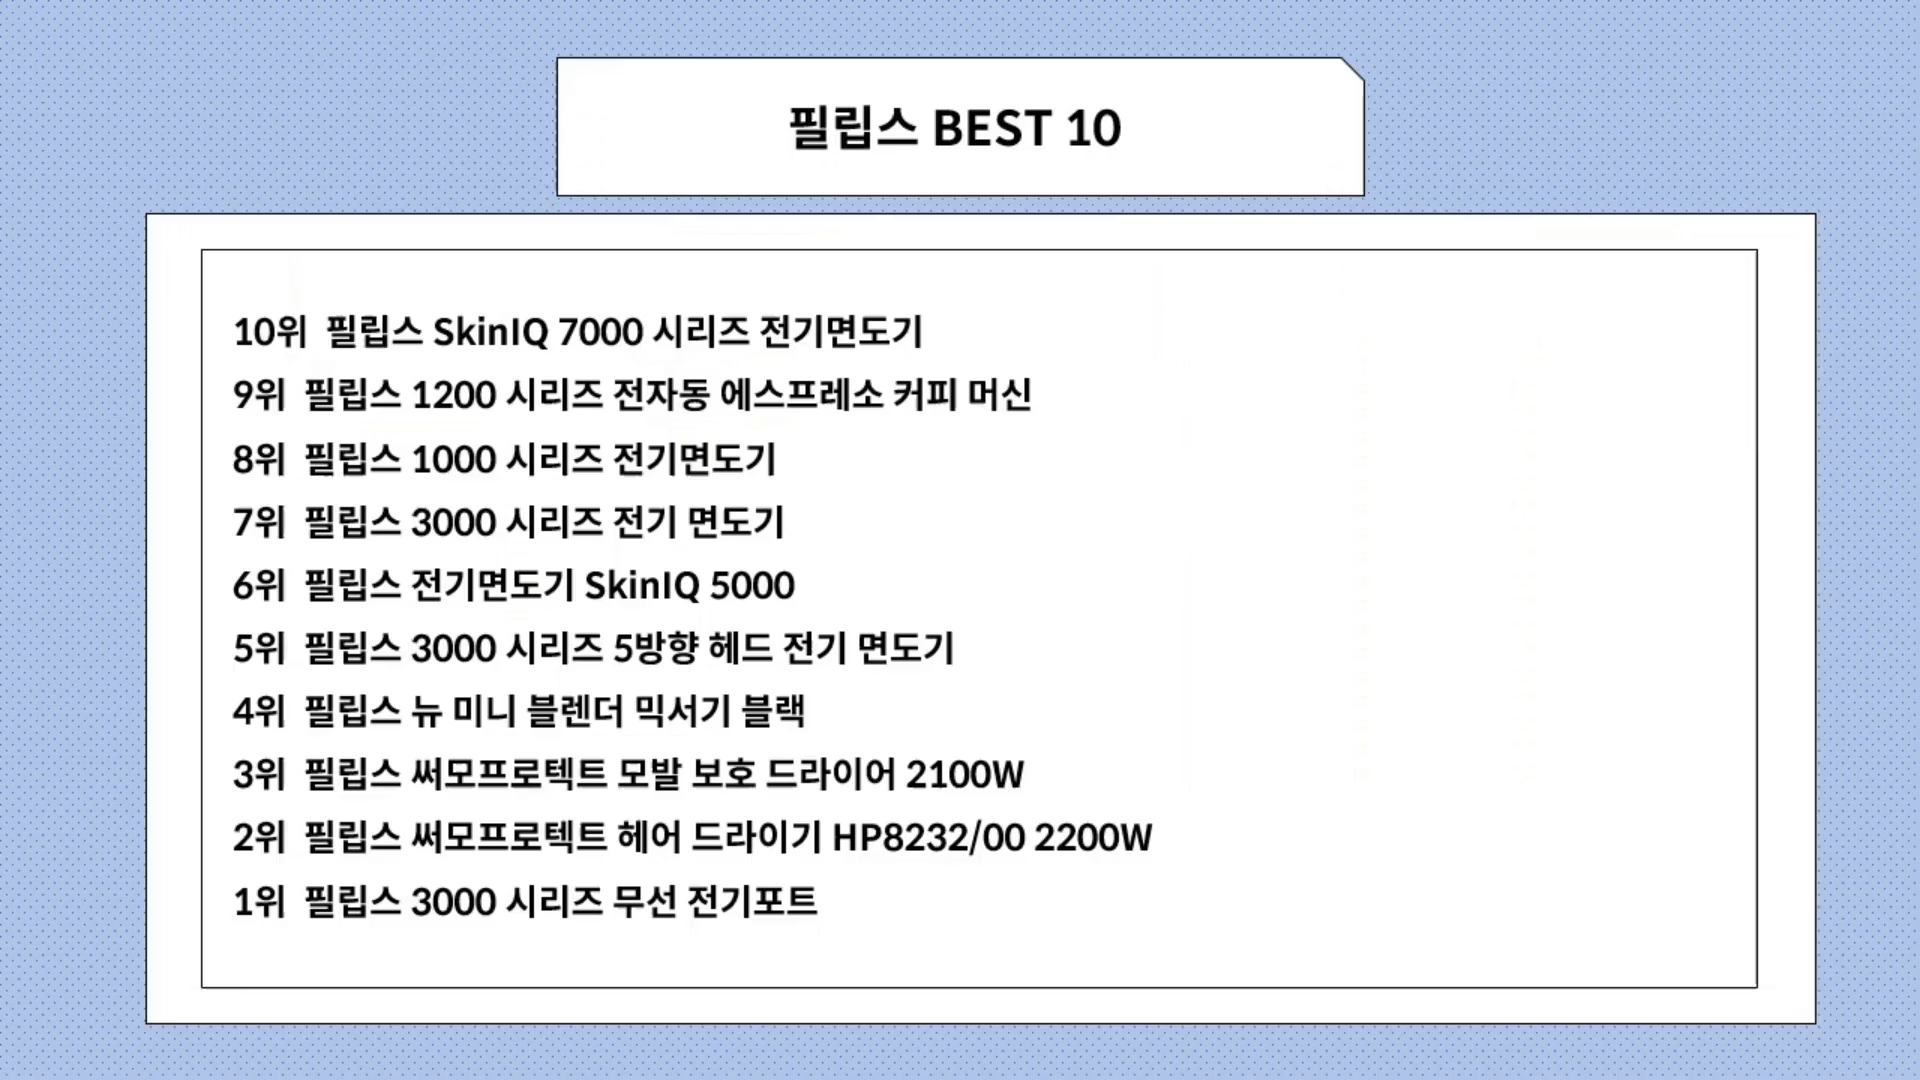 필립스 BEST 10
10위 필립스 SkinIQ 7000 시리즈 전기면도기
9위 필립스 1200 시리즈 전자동 에스프레소 커피 머신
8위 필립스 1000 시리즈 전기면도기
7위 필립스 3000 시리즈 전기 면도기
6위 필립스 전기면도기 SkinIQ 5000
5위 필립스 3000 시리즈 5방향 헤드 전기 면도기
4위 필립스 뉴 미니 블렌더 믹서기 블랙
3위 필립스 써모프로텍트 모발 보호 드라이어 2100W
2위 필립스 써모프로텍트 헤어 드라이기 HP8232/00 2200W
1위 필립스 3000 시리즈 무선 전기포트